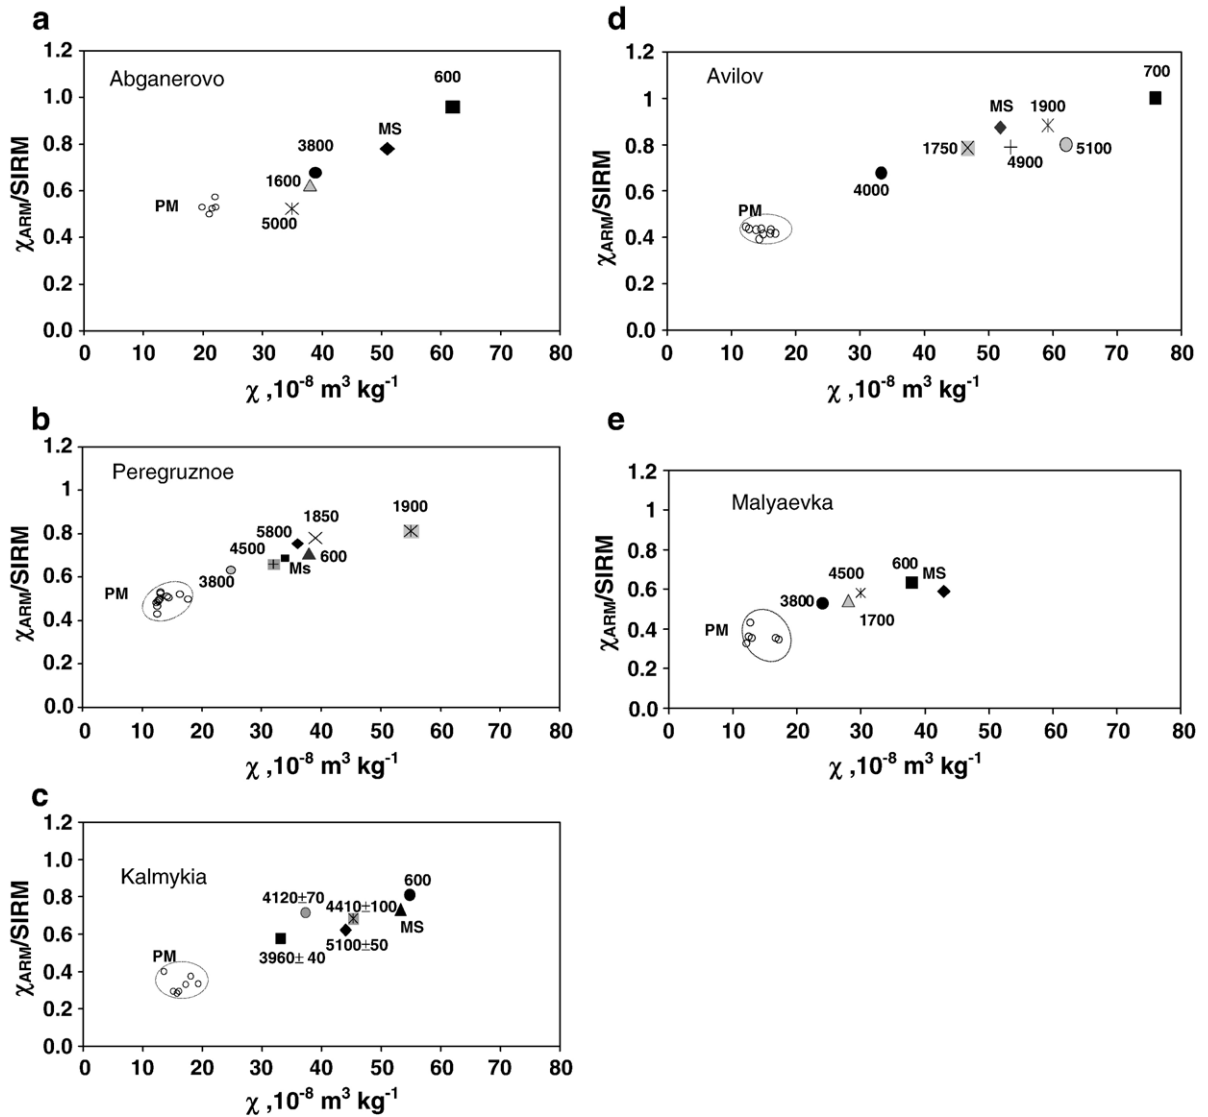 a
1.2
1.0
0.8
0.6
0.4
0.2
0.0
χARM/SIRM
Abganerovo
600
MS
3800
1600
5000
PM
0 10 20 30 40 50 60 70 80
χ ,10-8 m3 kg-1
b
1.2
1
0.8
0.6
0.4
0.2
0.0
χARM/SIRM
Peregruznoe
1900
1850
5800
4500
600
Ms
3800
PM
0 10 20 30 40 50 60 70 80
χ ,10-8 m3 kg-1
c
1.2
1.0
0.8
0.6
0.4
0.2
0.0
χARM/SIRM
Kalmykia
600
4120±70
4410±100
MS
5100±50
3960± 40
PM
0 10 20 30 40 50 60 70 80
χ ,10-8 m3 kg-1
d
1.2
1
0.8
0.6
0.4
0.2
0.0
χARM/SIRM
Avilov
700
MS
1900
1750
4900
5100
4000
PM
0 10 20 30 40 50 60 70 80
χ ,10-8 m3 kg-1
e
1.2
1
0.8
0.6
0.4
0.2
0.0
χARM/SIRM
Malyaevka
600
MS
4500
3800
1700
PM
0 10 20 30 40 50 60 70 80
χ ,10-8 m3 kg-1